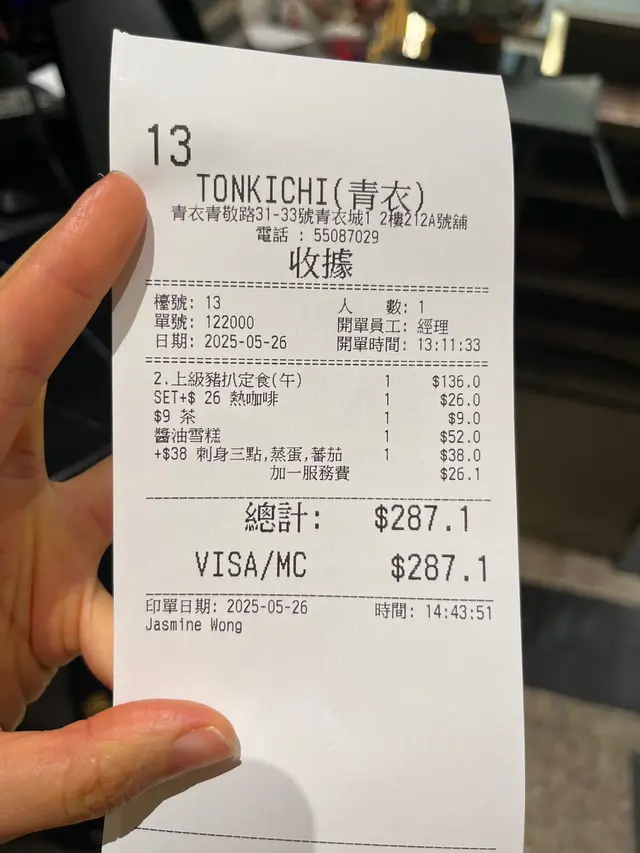 13
TONKICHI(青衣)
青衣青敬路31-33號青衣城1 2樓212A號舖
電話 : 55087029
收據
檯號: 13 人 數: 1
單號: 122000 開單員工: 經理
日期: 2025-05-26 開單時間: 13:11:33
2.上級豬扒定食(午) 1 $136.0
SET+$ 26 熱咖啡 1 $26.0
$9 茶 1 $9.0
醬油雪糕 1 $52.0
+$38 刺身三點,蒸蛋,蕃茄 1 $38.0
加一服務費 $26.1
總計: $287.1
VISA/MC $287.1
印單日期: 2025-05-26 時間: 14:43:51
Jasmine Wong